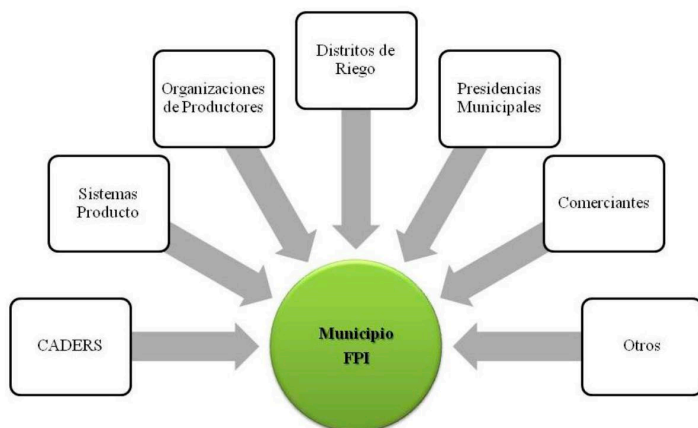 Distritos de
Riego
Organizaciones
de Productores
Presidencias
Municipales
Sistemas
Producto
Comerciantes
CADERS
Municipio
FPI
Otros